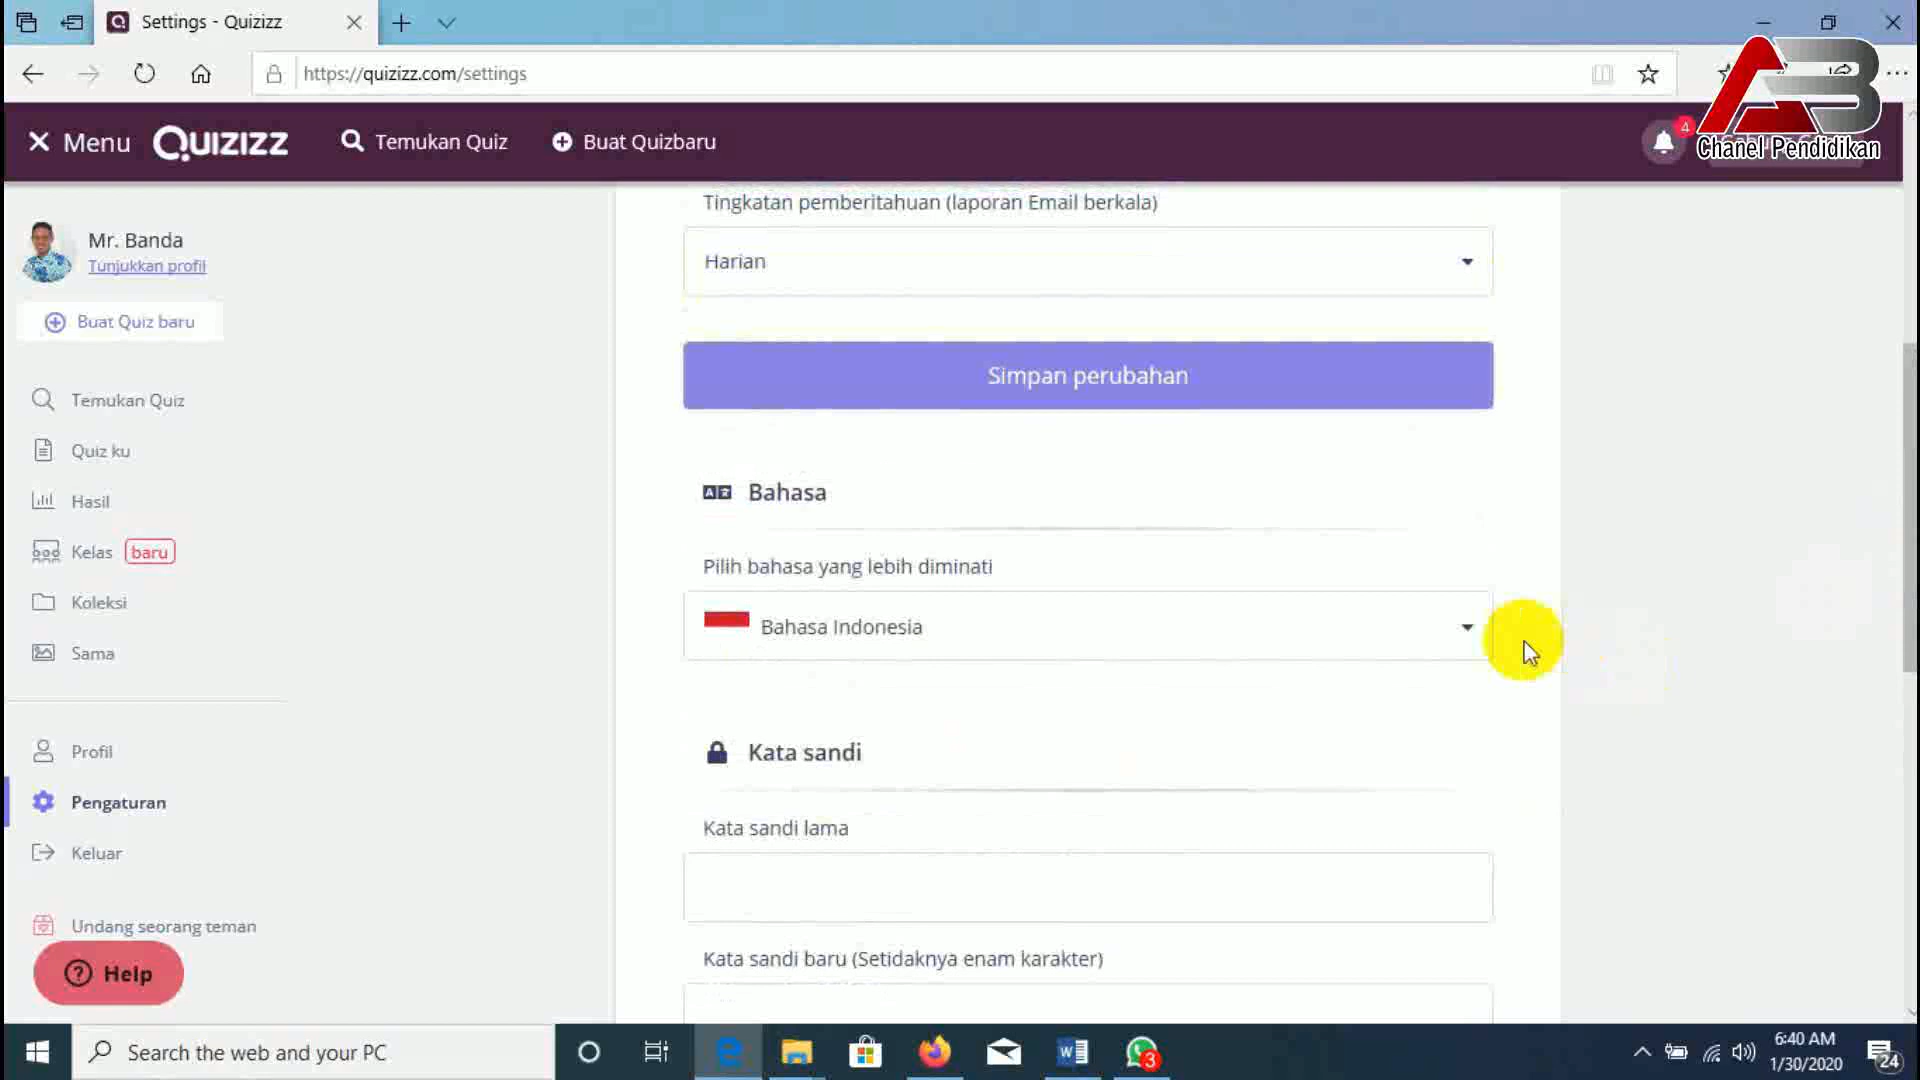 Settings - Quizizz
https://quizizz.com/settings
Menu QUIZIZZ Temukan Quiz Buat Quizbaru
4
AB
Chanel Pendidikan
Mr. Banda
Tunjukkan profil
Buat Quiz baru
Temukan Quiz
Quiz ku
Hasil
Kelas baru
Koleksi
Sama
Profil
Pengaturan
Keluar
Undang seorang teman
Help
Tingkatan pemberitahuan (laporan Email berkala)
Harian
Simpan perubahan
Bahasa
Pilih bahasa yang lebih diminati
Bahasa Indonesia
Kata sandi
Kata sandi lama
Kata sandi baru (Setidaknya enam karakter)
Search the web and your PC
3
6:40 AM
1/30/2020
24